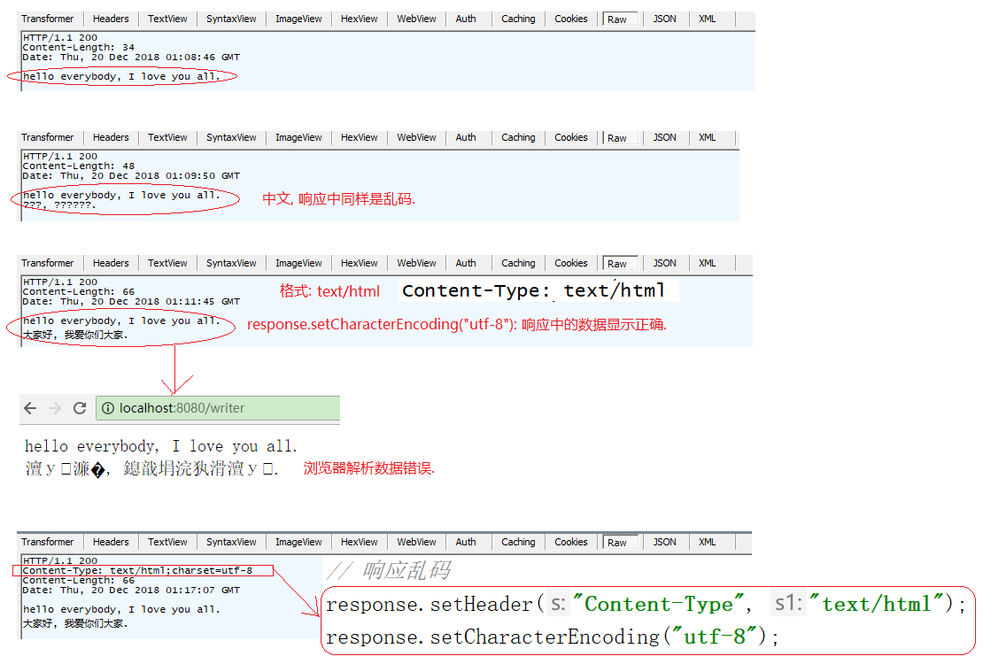 Transformer Headers TextView SyntaxView ImageView HexView WebView Auth Caching Cookies Raw JSON XML
HTTP/1.1 200
Content-Length: 34
Date: Thu, 20 Dec 2018 01:08:46 GMT
hello everybody, I love you all.
Transformer Headers TextView SyntaxView ImageView HexView WebView Auth Caching Cookies Raw JSON XML
HTTP/1.1 200
Content-Length: 48
Date: Thu, 20 Dec 2018 01:09:50 GMT
hello everybody, I love you all.
???, ??????.
中文, 响应中同样是乱码.
Transformer Headers TextView SyntaxView ImageView HexView WebView Auth Caching Cookies Raw JSON XML
HTTP/1.1 200
Content-Length: 66
Date: Thu, 20 Dec 2018 01:11:45 GMT
格式: text/html Content-Type: text/html
hello everybody, I love you all.
大家好, 我爱你们大家.
response.setCharacterEncoding("utf-8"): 响应中的数据显示正确.
localhost:8080/writer
hello everybody, I love you all.
澶у□濂�, 鎴戠埍浣犱滑澶у□.
浏览器解析数据错误.
Transformer Headers TextView SyntaxView ImageView HexView WebView Auth Caching Cookies Raw JSON XML
HTTP/1.1 200
Content-Type: text/html;charset=utf-8
Content-Length: 66
Date: Thu, 20 Dec 2018 01:17:07 GMT
hello everybody, I love you all.
大家好, 我爱你们大家.
// 响应乱码
response.setHeader( s: "Content-Type", s1: "text/html");
response.setCharacterEncoding("utf-8");